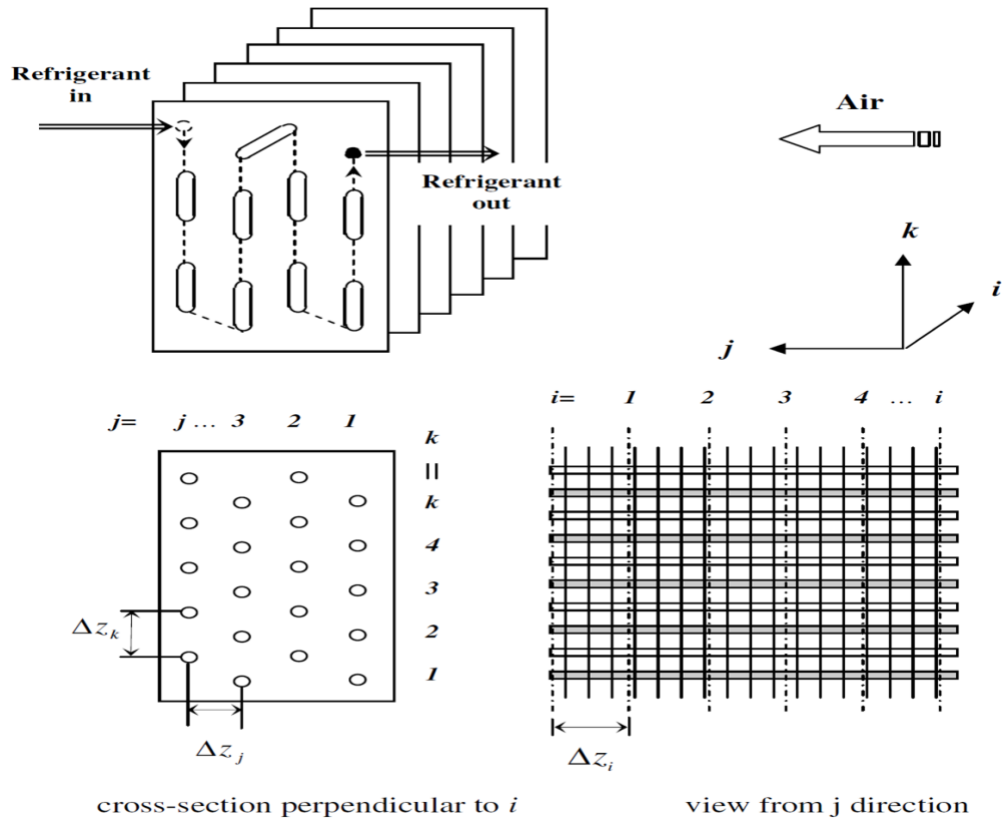 Refrigerant
in
Air
Refrigerant
out
k
i
j
j= j ... 3 2 1
k
=
k
4
3
2
1
Δz_k
Δz_j
i= 1 2 3 4 ... i
Δz_i
cross-section perpendicular to i
view from j direction